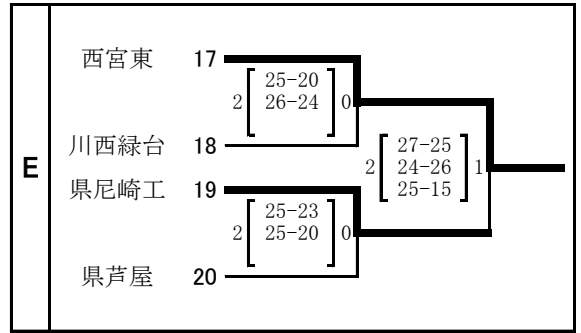 E
西宮東 17
2 [ 25-20 26-24 ] 0
川西緑台 18
県尼崎工 19
2 [ 25-23 25-20 ] 0
県芦屋 20
2 [ 27-25 24-26 25-15 ] 1